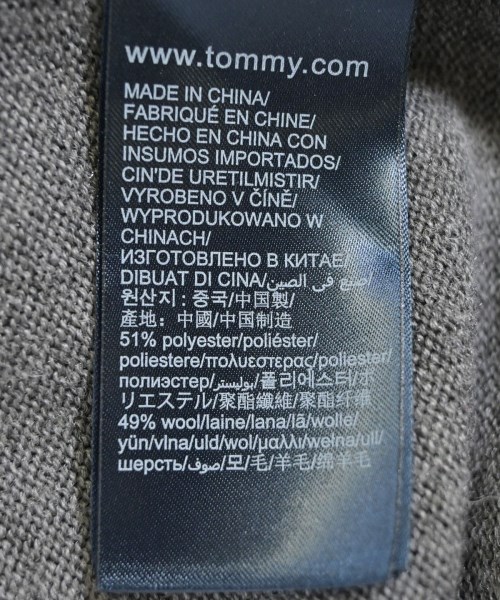 www.tommy.com
MADE IN CHINA/
FABRIQUÉ EN CHINE/
HECHO EN CHINA CON
INSUMOS IMPORTADOS/
CIN'DE URETILMISTIR/
VYROBENO V ČÍNĚ/
WYPRODUKOWANO W
CHINACH/
ИЗГОТОВЛЕНО В КИТАЕ/
DIBUAT DI CINA/صنع في الصين/
원산지 : 중국/中国製/
產地: 中國/中国制造
51% polyester/poliéster/
poliestere/πολυεστερας/poliester/
полиэстер/بوليستر/폴리에스터/ポ
リエステル/聚酯纖維/聚酯纤维
49% wool/laine/lana/lã/wolle/
yün/vlna/uld/wol/μαλλι/wełna/ull/
шерсть/صوف/모/毛/羊毛/绵羊毛